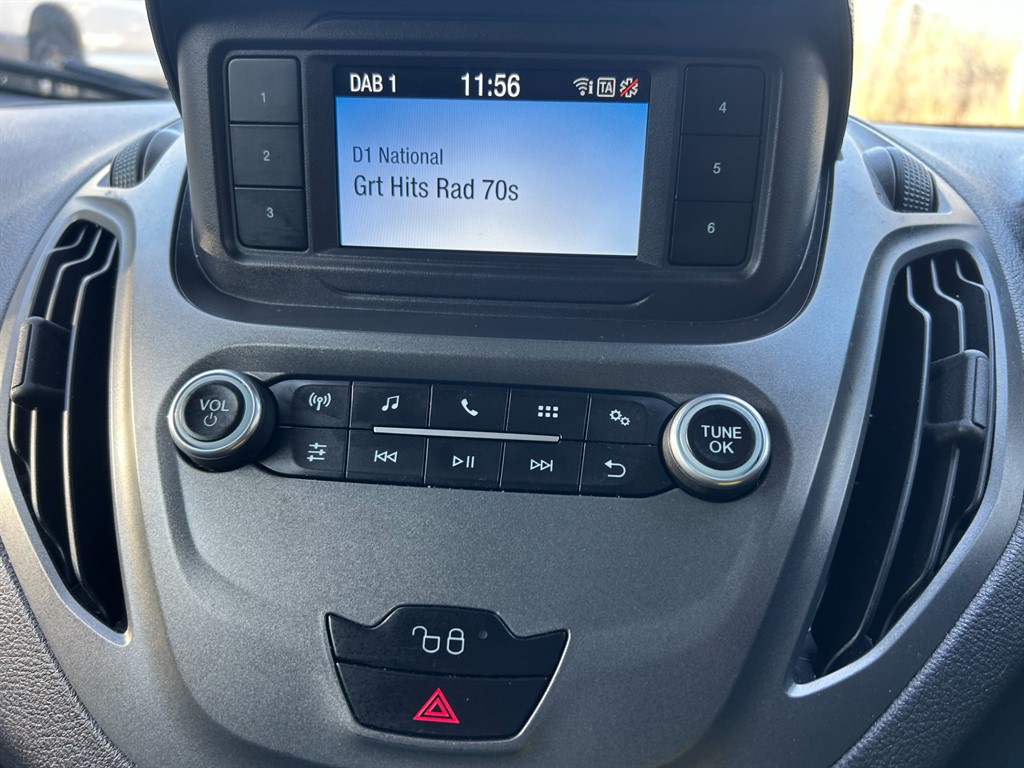 DAB 1 11:56 TA
D1 National
Grt Hits Rad 70s
1
2
3
4
5
6
VOL
TUNE
OK